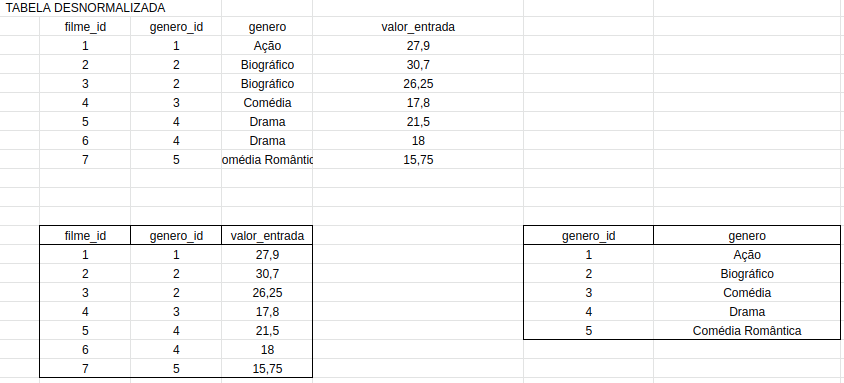 TABELA DESNORMALIZADA
filme_id genero_id genero valor_entrada
1 1 Ação 27,9
2 2 Biográfico 30,7
3 2 Biográfico 26,25
4 3 Comédia 17,8
5 4 Drama 21,5
6 4 Drama 18
7 5 omédia Romântic 15,75
filme_id genero_id valor_entrada genero_id genero
1 1 27,9 1 Ação
2 2 30,7 2 Biográfico
3 2 26,25 3 Comédia
4 3 17,8 4 Drama
5 4 21,5 5 Comédia Romântica
6 4 18
7 5 15,75